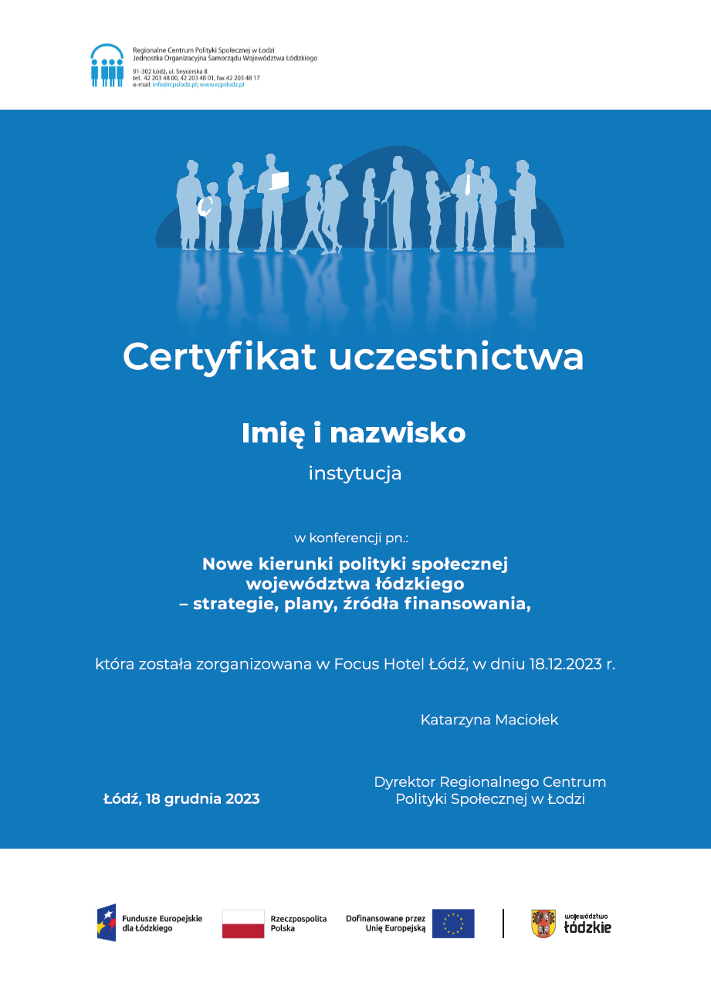 Regionalne Centrum Polityki Społecznej w Łodzi
Jednostka Organizacyjna Samorządu Województwa Łódzkiego
91-302 Łódź, ul. Snycerska 8
tel. 42 203 48 00, 42 203 48 01, fax 42 203 48 17
e-mail: info@rcpslodz.pl; www.rcpslodz.pl
Certyfikat uczestnictwa
Imię i nazwisko
instytucja
w konferencji pn.:
Nowe kierunki polityki społecznej
województwa łódzkiego
– strategie, plany, źródła finansowania,
która została zorganizowana w Focus Hotel Łódź, w dniu 18.12.2023 r.
Katarzyna Maciołek
Dyrektor Regionalnego Centrum
Polityki Społecznej w Łodzi
Łódź, 18 grudnia 2023
Fundusze Europejskie
dla Łódzkiego
Rzeczpospolita
Polska
Dofinansowane przez
Unię Europejską
województwo
łódzkie